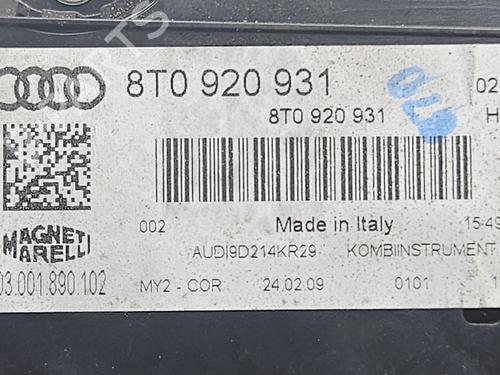 8T0 920 931
02
8T0 920 931
H
002
Made in Italy
15:49
AUDI9D214KR29
KOMBIINSTRUMENT
MAGNETI
MARELLI
03.001.890.102
MY2 - COR
24.02.09
0101